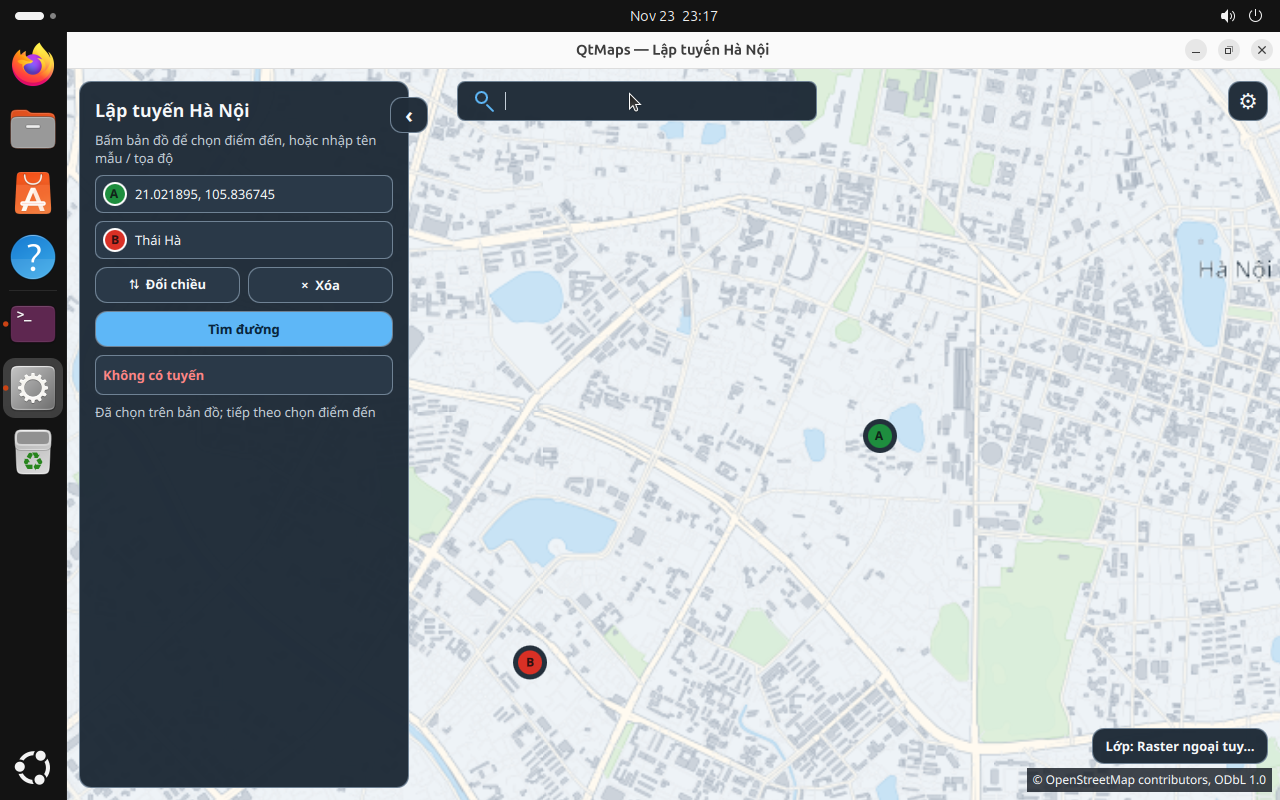 Nov 23 23:17
QtMaps — Lập tuyến Hà Nội
Lập tuyến Hà Nội
Bấm bản đồ để chọn điểm đến, hoặc nhập tên
mẫu / tọa độ
A 21.021895, 105.836745
B Thái Hà
⇅ Đổi chiều
× Xóa
Tìm đường
Không có tuyến
Đã chọn trên bản đồ; tiếp theo chọn điểm đến
Hà Nội
A
B
Lớp: Raster ngoại tuy...
© OpenStreetMap contributors, ODbL 1.0